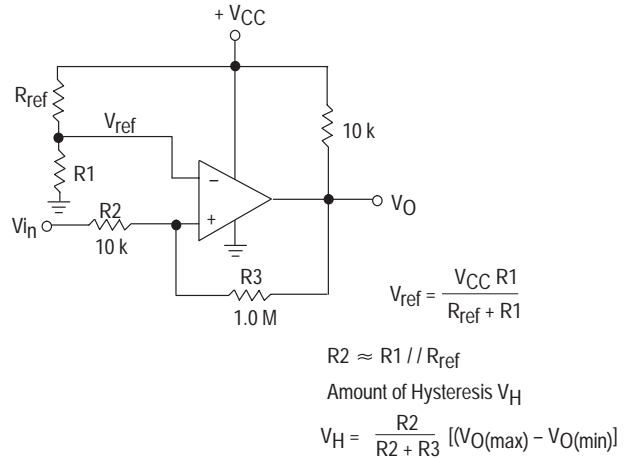 + VCC
Rref
Vref
10 k
R1
–
VO
R2
+
Vin
10 k
R3
1.0 M
Vref = VCC R1 / Rref + R1
R2 ≈ R1 // Rref
Amount of Hysteresis VH
VH = R2 / R2 + R3 [(VO(max) – VO(min)]